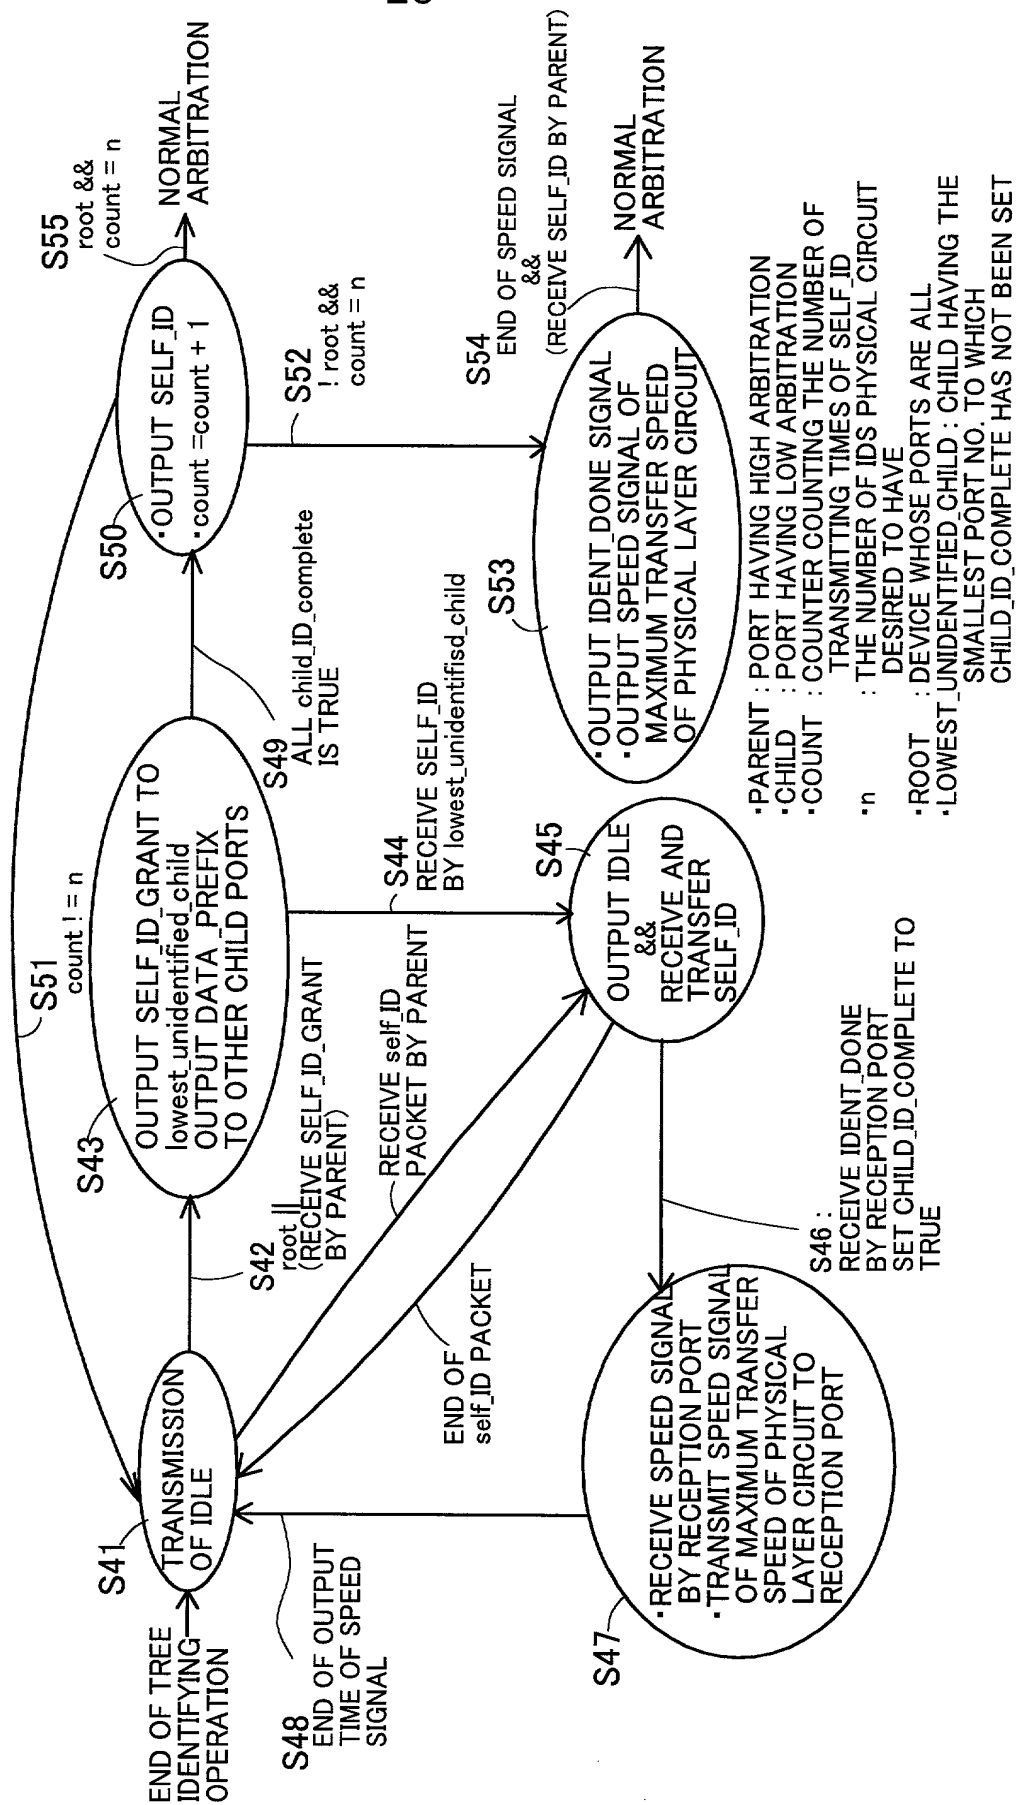 END OF TREE
IDENTIFYING
OPERATION
S41
TRANSMISSION
OF IDLE
S42
root ||
(RECEIVE SELF_ID_GRANT
BY PARENT)
S43
OUTPUT SELF_ID_GRANT TO
lowest_unidentified_child
OUTPUT DATA_PREFIX
TO OTHER CHILD PORTS
S51
count ! = n
S49
ALL child_ID_complete
IS TRUE
S50
·OUTPUT SELF_ID
·count =count + 1
S55
root &&
count = n
NORMAL
ARBITRATION
S52
! root &&
count = n
S44
RECEIVE SELF_ID
BY lowest_unidentifisd_child
RECEIVE self_ID
PACKET BY PARENT
END OF
self_ID PACKET
S45
OUTPUT IDLE
&&
RECEIVE AND
TRANSFER
SELF_ID
S46 :
RECEIVE IDENT_DONE
BY RECEPTION PORT
SET CHILD_ID_COMPLETE TO
TRUE
S47
·RECEIVE SPEED SIGNAL
BY RECEPTION PORT
·TRANSMIT SPEED SIGNAL
OF MAXIMUM TRANSFER
SPEED OF PHYSICAL
LAYER CIRCUIT TO
RECEPTION PORT
S48
END OF OUTPUT
TIME OF SPEED
SIGNAL
S53
·OUTPUT IDENT_DONE SIGNAL
·OUTPUT SPEED SIGNAL OF
MAXIMUM TRANSFER SPEED
OF PHYSICAL LAYER CIRCUIT
S54
END OF SPEED SIGNAL
&&
(RECEIVE SELF_ID BY PARENT)
NORMAL
ARBITRATION
·PARENT : PORT HAVING HIGH ARBITRATION
·CHILD : PORT HAVING LOW ARBITRATION
·COUNT : COUNTER COUNTING THE NUMBER OF
TRANSMITTING TIMES OF SELF_ID
·n : THE NUMBER OF IDS PHYSICAL CIRCUIT
DESIRED TO HAVE
·ROOT : DEVICE WHOSE PORTS ARE ALL
·LOWEST_UNIDENTIFIED_CHILD : CHILD HAVING THE
SMALLEST PORT NO. TO WHICH
CHILD_ID_COMPLETE HAS NOT BEEN SET